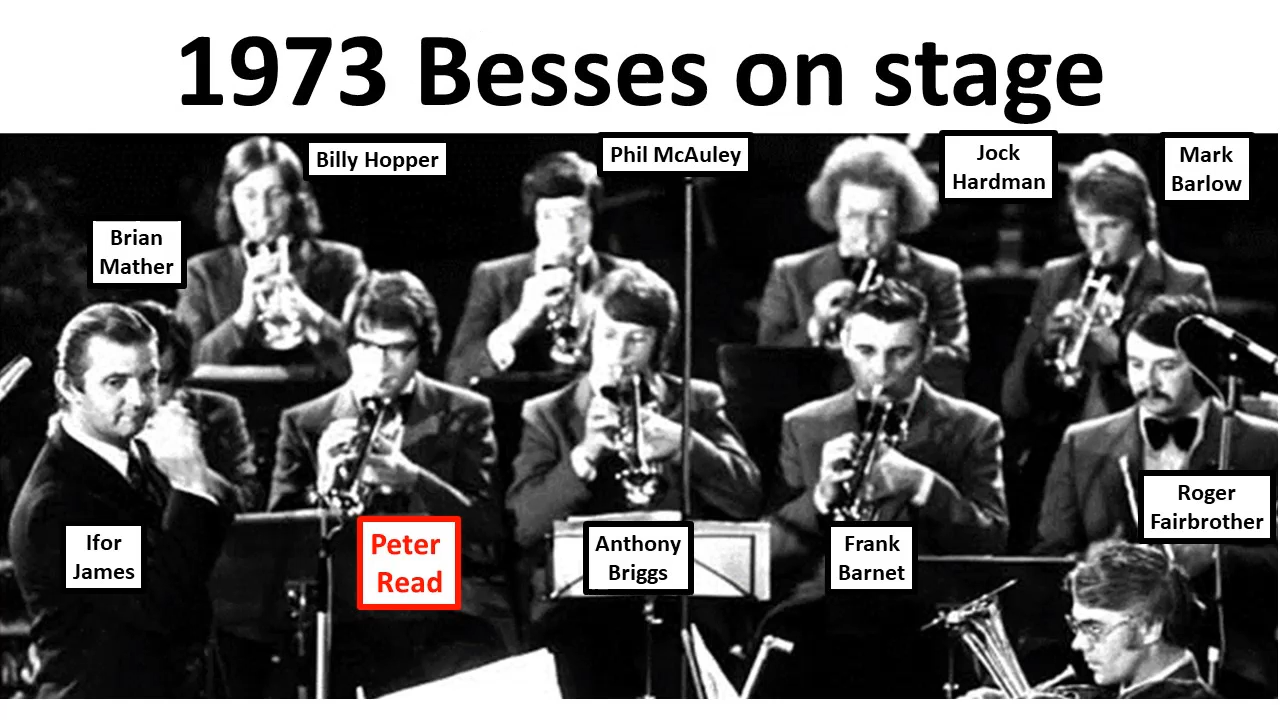 1973 Besses on stage
Billy Hopper
Phil McAuley
Jock
Hardman
Mark
Barlow
Brian
Mather
Ifor
James
Peter
Read
Anthony
Briggs
Frank
Barnet
Roger
Fairbrother